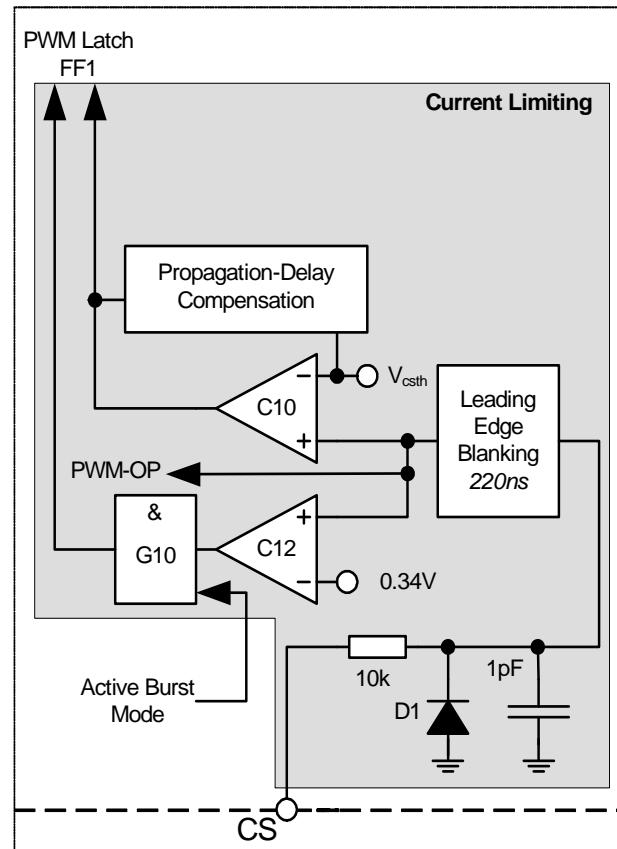 PWM Latch
FF1
Current Limiting
Propagation-Delay
Compensation
Vcsth
C10
Leading
Edge
Blanking
220ns
PWM-OP
&
G10
C12
0.34V
10k
1pF
D1
Active Burst
Mode
CS